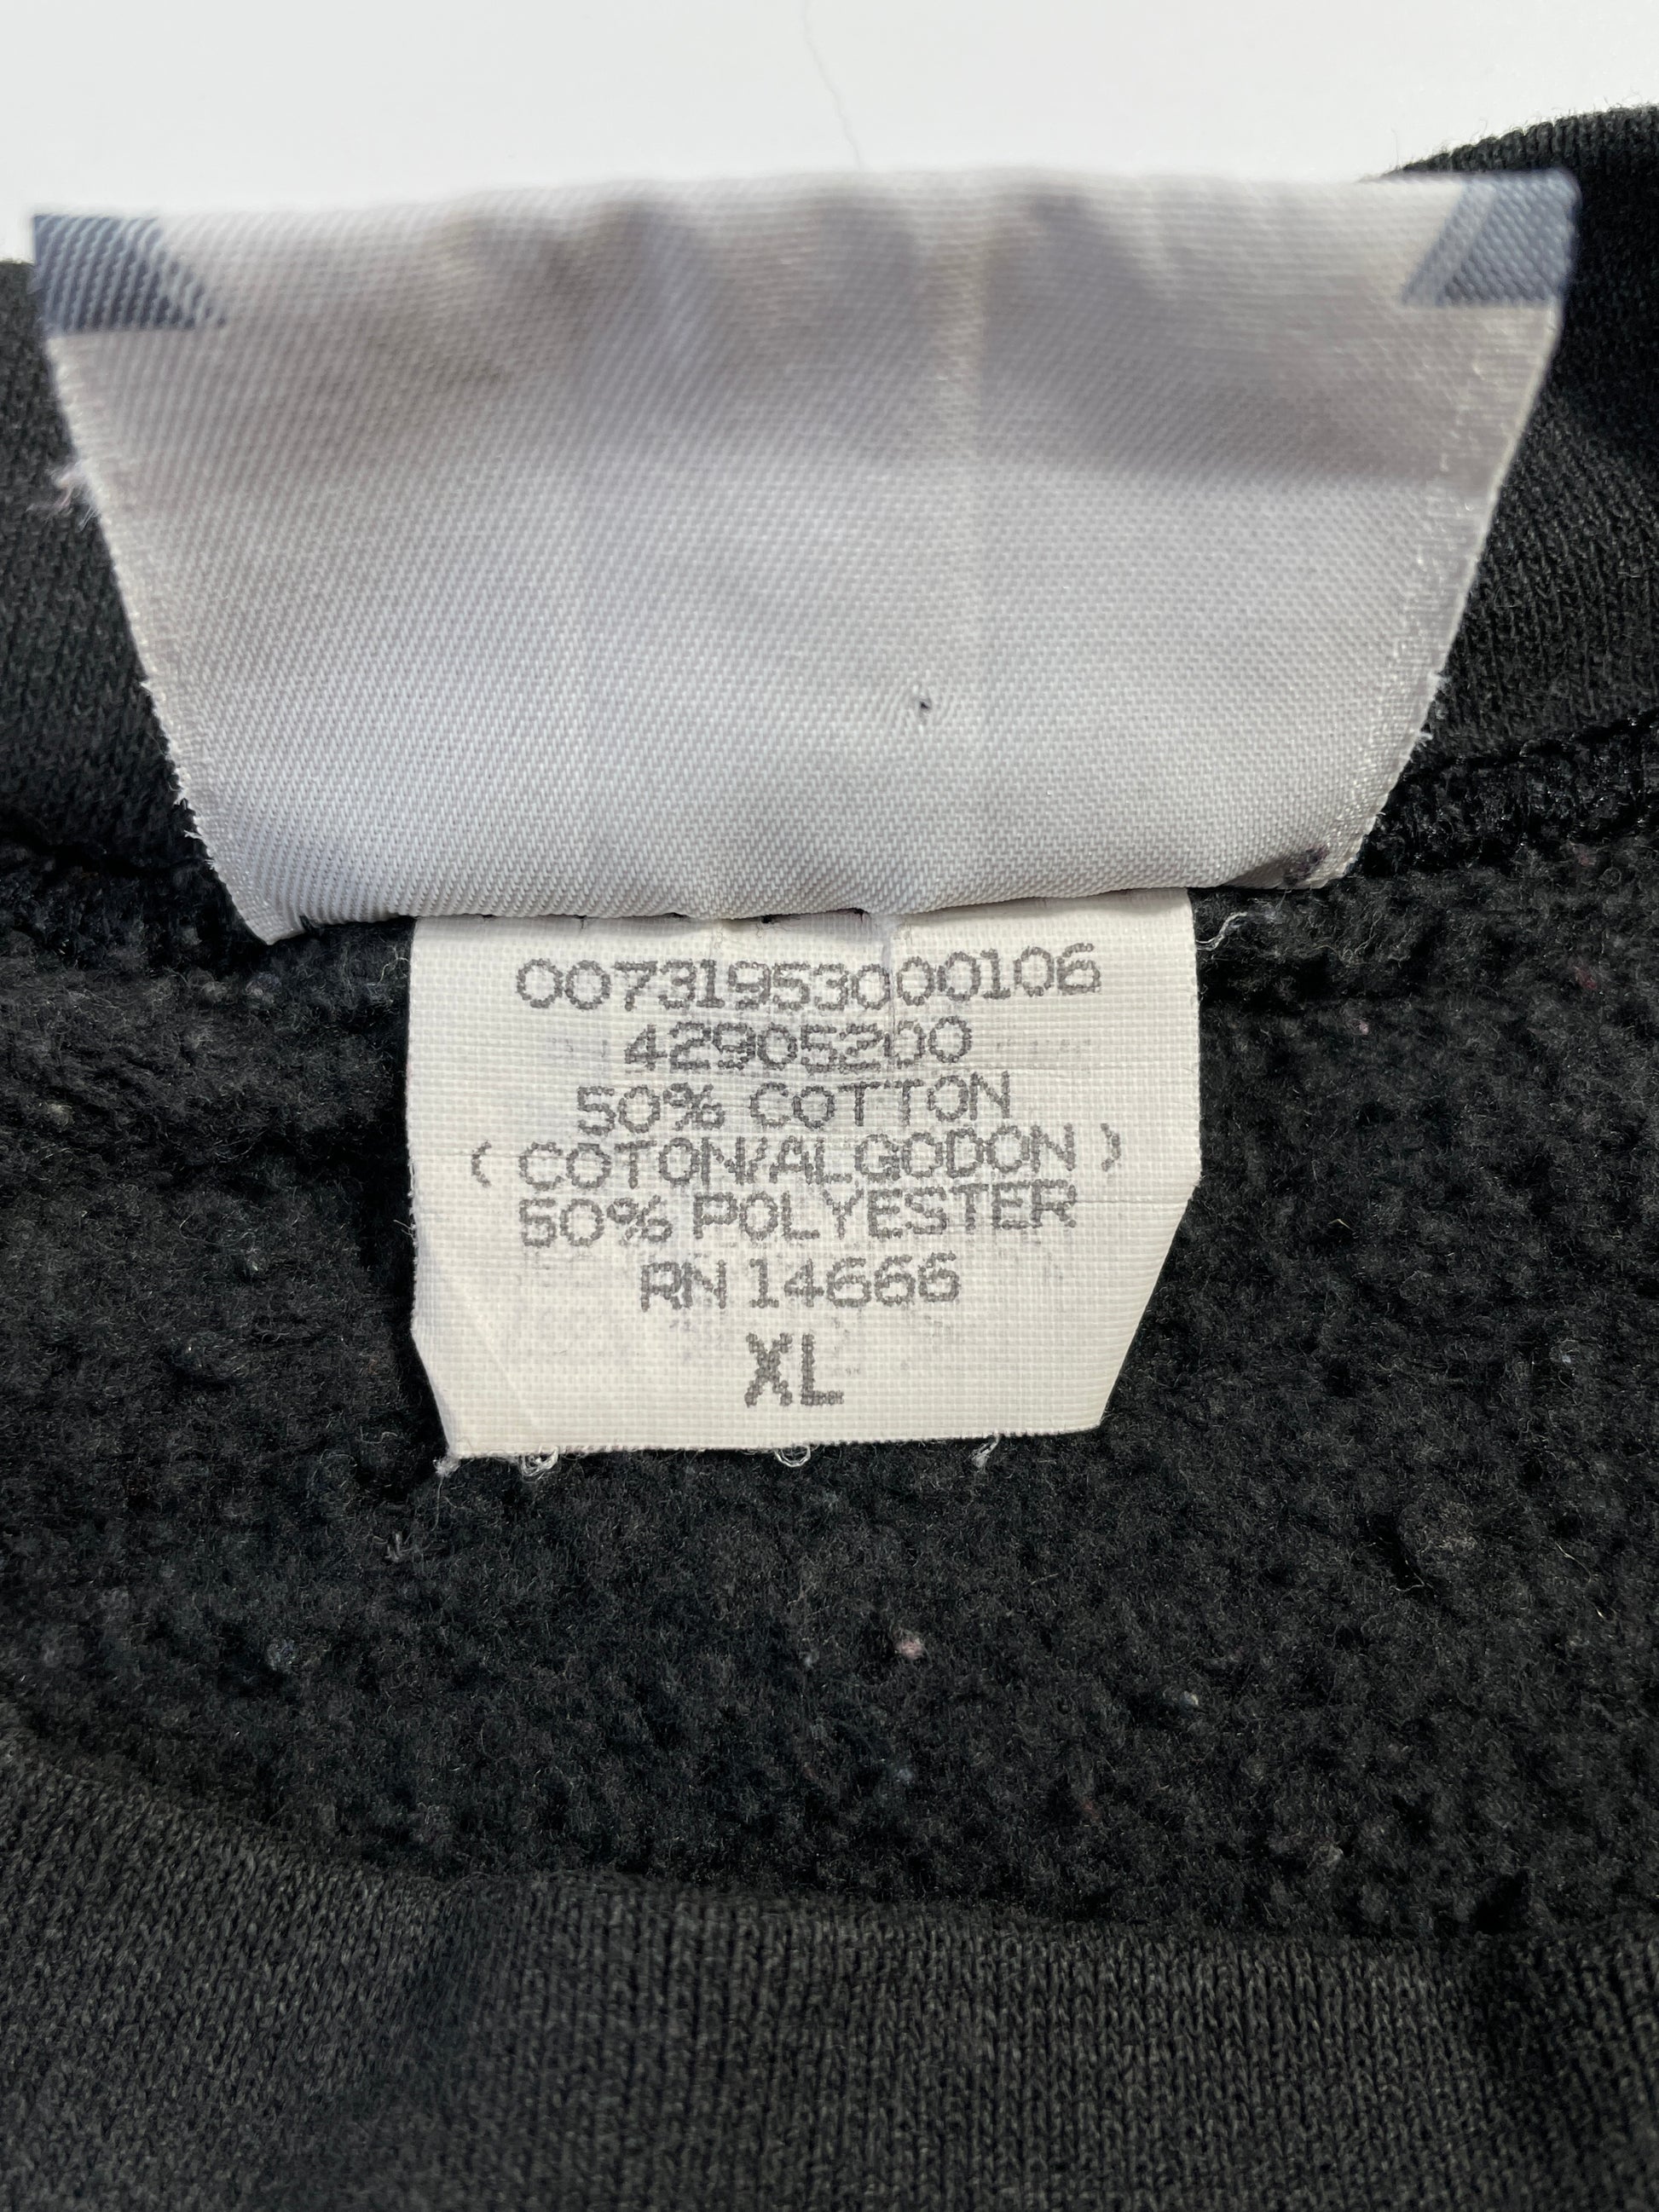 00731953000106
42905200
50% COTTON
( COTON/ALGODON )
50% POLYESTER
RN 14666
XL